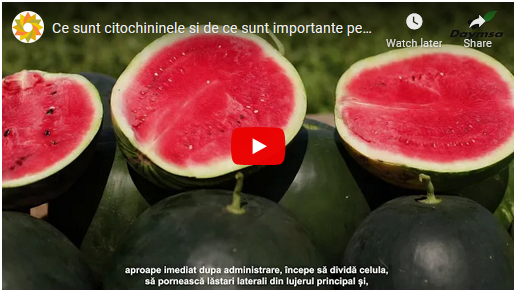 Ce sunt citochininele si de ce sunt importante pe...
Watch later
Share
Daymsa
aproape imediat dupa administrare, începe să dividă celula,
să pornească lăstari laterali din lujerul principal și,